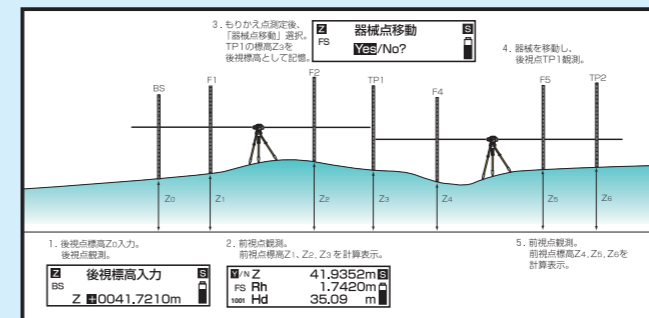 3. もりかえ点測定後、
「器械点移動」選択。
TP1の標高Z3を
後視標高として記憶。
Z 器械点移動 S
FS Yes/No?
4. 器械を移動し、
後視点TP1観測。
BS F1 F2 TP1 F4 F5 TP2
Z0 Z1 Z2 Z3 Z4 Z5 Z6
1. 後視点標高Z0入力。
後視点観測。
Z 後視標高入力 S
BS
Z +0041.7210m
2. 前視点観測。
前視点標高Z1、Z2、Z3を計算表示。
Y/N Z 41.9352m S
FS Rh 1.7420m
1001 Hd 35.09 m
5. 前視点観測。
前視点標高Z4、Z5、Z6を
計算表示。